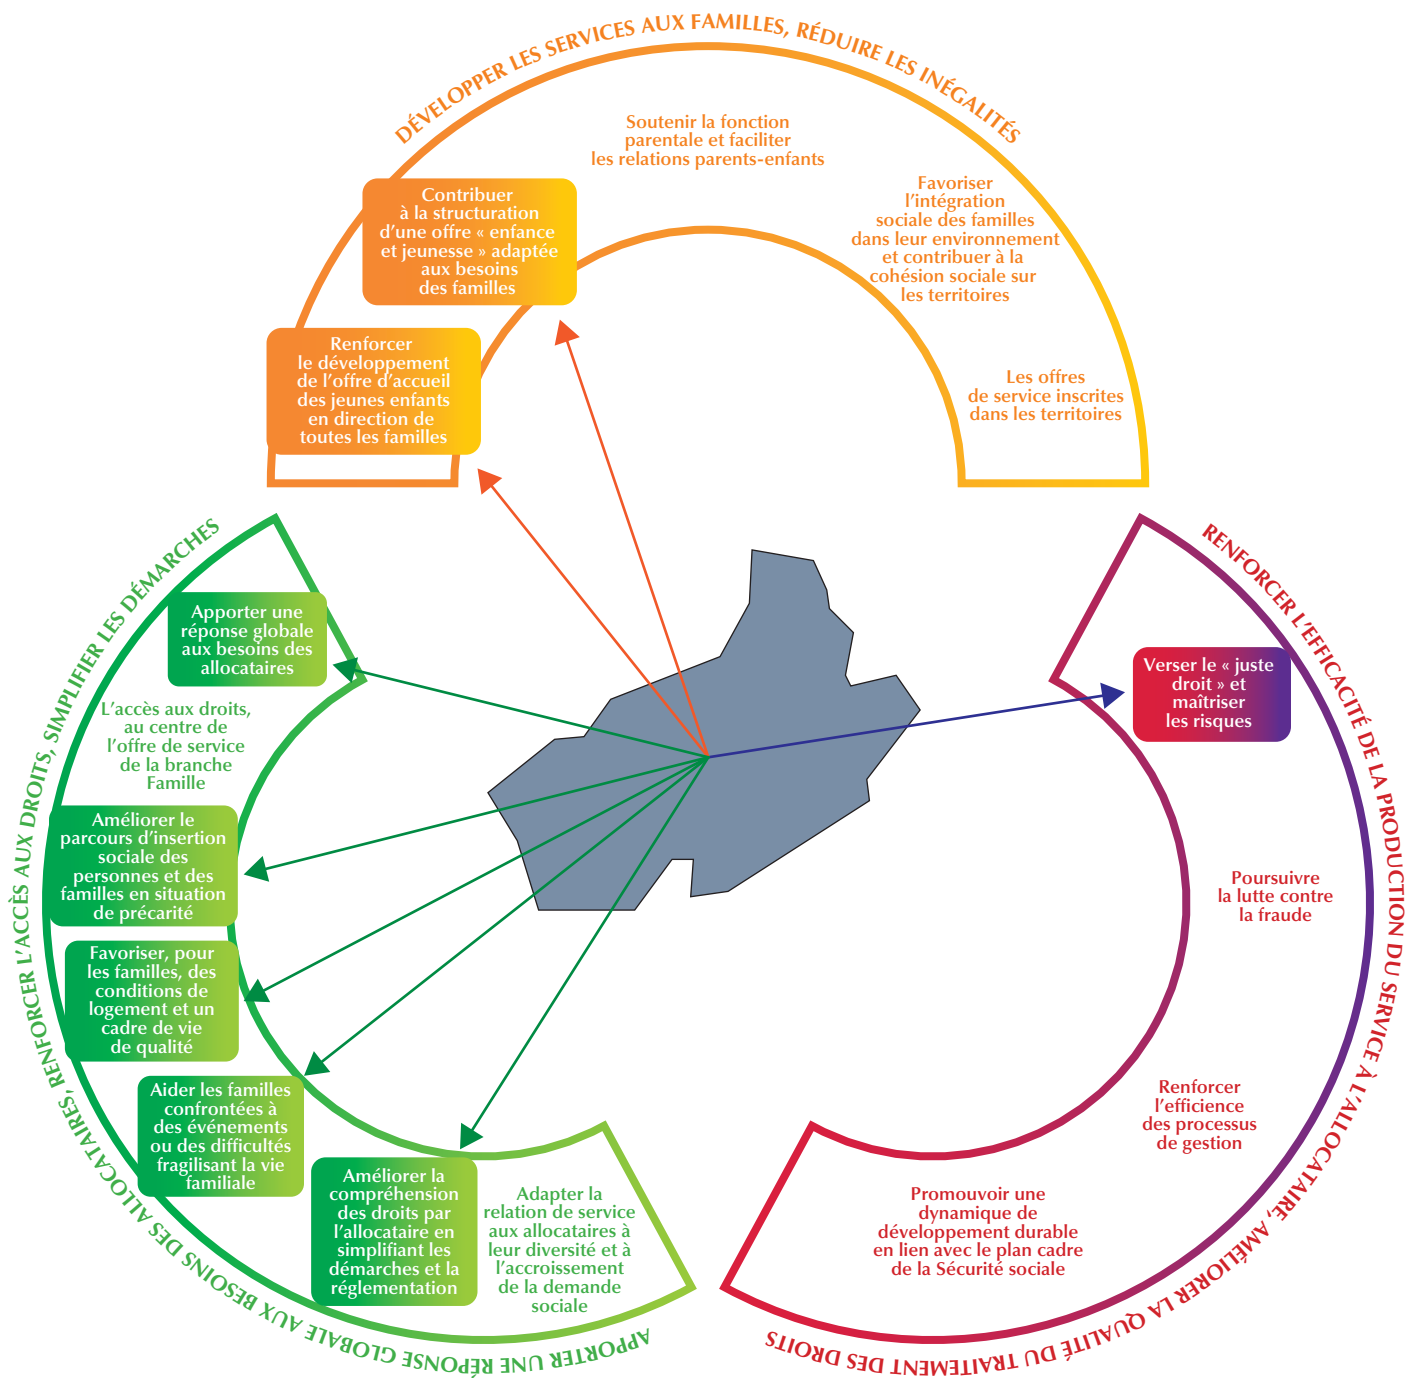 DÉVELOPPER LES SERVICES AUX FAMILLES, RÉDUIRE LES INÉGALITÉS
Soutenir la fonction
parentale et faciliter
les relations parents-enfants
Favoriser
l'intégration
sociale des familles
dans leur environnement
et contribuer à la
cohésion sociale sur
les territoires
Contribuer
à la structuration
d'une offre « enfance
et jeunesse » adaptée
aux besoins
des familles
Renforcer
le développement
de l'offre d'accueil
des jeunes enfants
en direction de
toutes les familles
Les offres
de service inscrites
dans les territoires
APPORTER UNE RÉPONSE GLOBALE AUX BESOINS DES ALLOCATAIRES, RENFORCER L'ACCÈS AUX DROITS, SIMPLIFIER LES DÉMARCHES
Apporter une
réponse globale
aux besoins des
allocataires
L'accès aux droits,
au centre de
l'offre de service
de la branche
Famille
Améliorer le
parcours d'insertion
sociale des
personnes et des
familles en situation
de précarité
Favoriser, pour
les familles, des
conditions de
logement et un
cadre de vie
de qualité
Aider les familles
confrontées à
des événements
ou des difficultés
fragilisant la vie
familiale
Améliorer la
compréhension
des droits par
l'allocataire en
simplifiant les
démarches et la
réglementation
Adapter la
relation de service
aux allocataires à
leur diversité et à
l'accroissement
de la demande
sociale
RENFORCER L'EFFICACITÉ DE LA PRODUCTION DU SERVICE À L'ALLOCATAIRE, AMÉLIORER LA QUALITÉ DU TRAITEMENT DES DROITS
Verser le « juste
droit » et
maîtriser
les risques
Poursuivre
la lutte contre
la fraude
Renforcer
l'efficience
des processus
de gestion
Promouvoir une
dynamique de
développement durable
en lien avec le plan cadre
de la Sécurité sociale